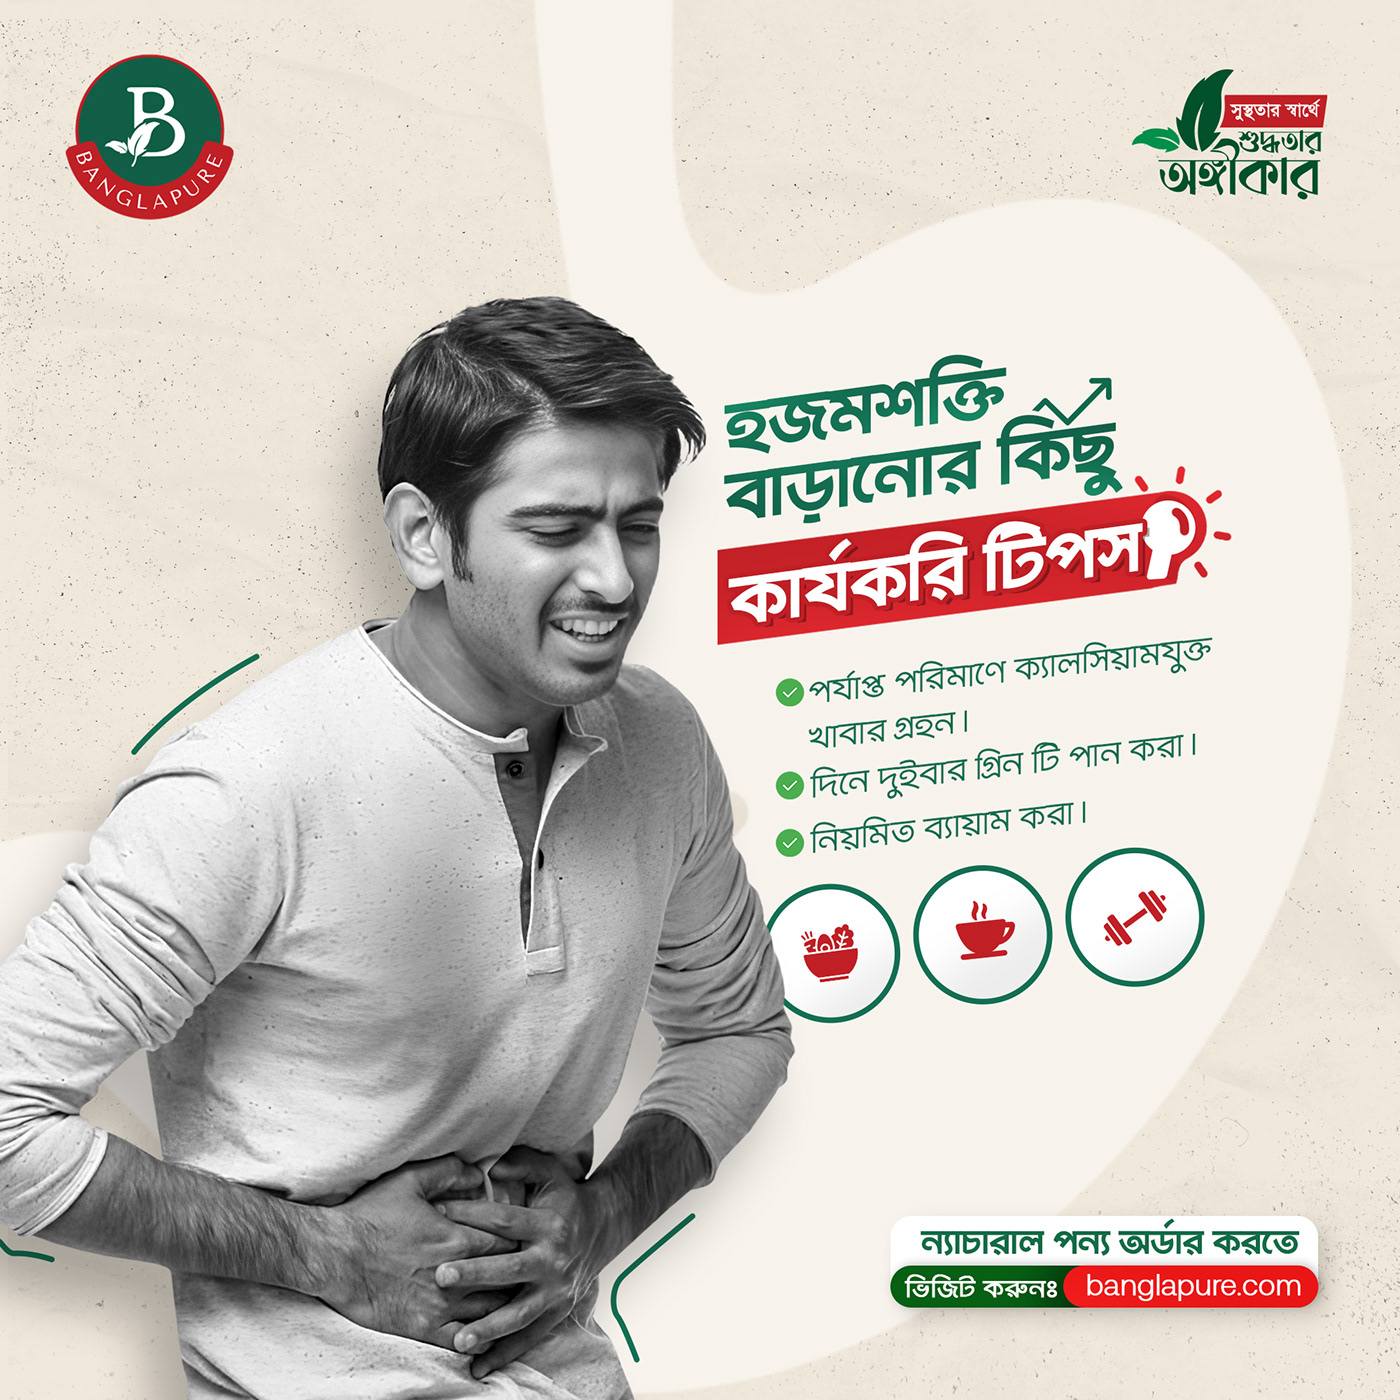 B
BANGLAPURE
সুস্থতার স্বার্থে
শুদ্ধতার
অঙ্গীকার
হজমশক্তি
বাড়ানোর কিছু
কার্যকরি টিপস
পর্যাপ্ত পরিমাণে ক্যালসিয়ামযুক্ত
খাবার গ্রহন।
দিনে দুইবার গ্রিন টি পান করা।
নিয়মিত ব্যায়াম করা।
ন্যাচারাল পন্য অর্ডার করতে
ভিজিট করুনঃ banglapure.com